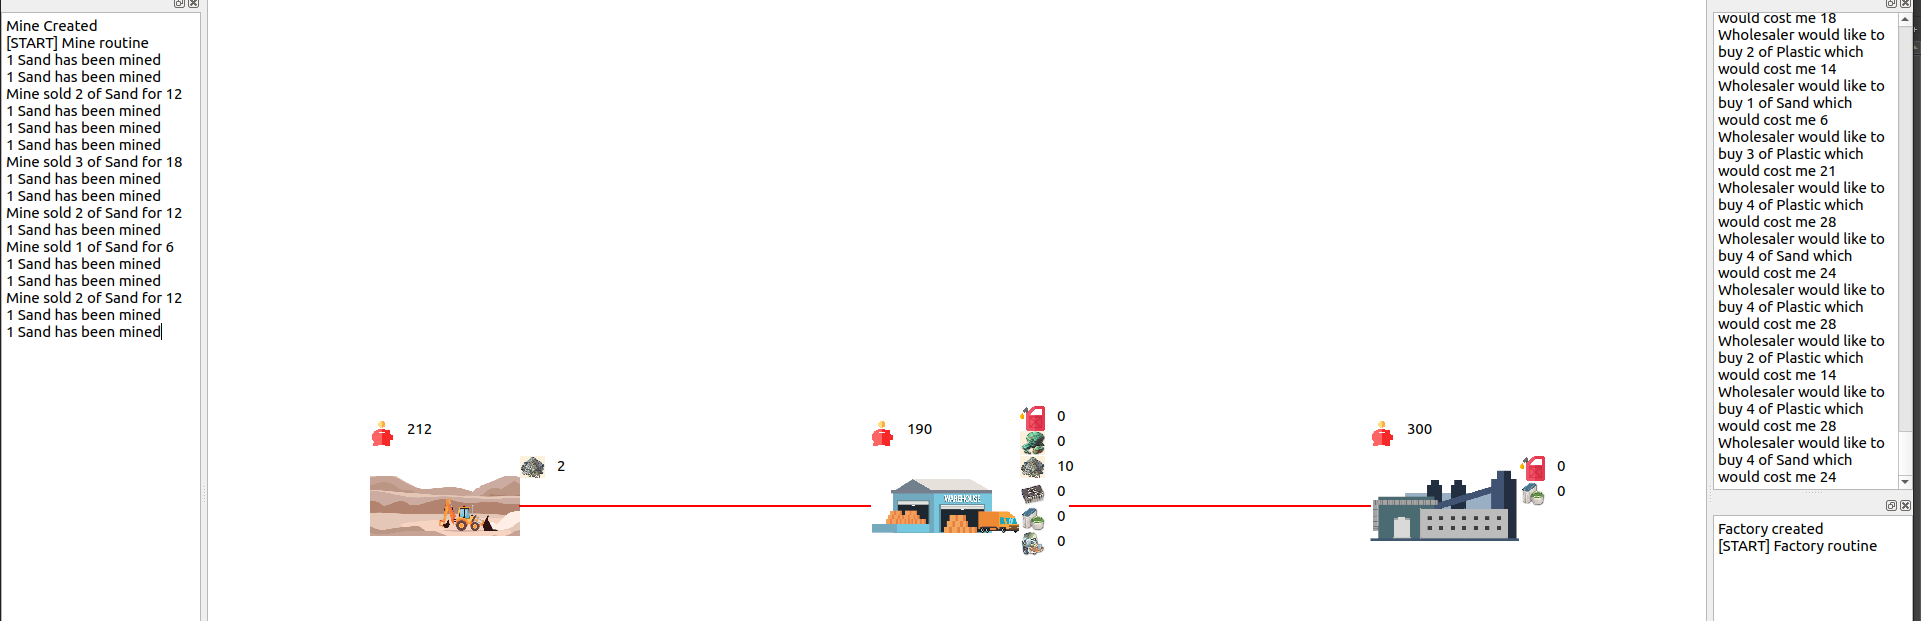 Mine Created
[START] Mine routine
1 Sand has been mined
1 Sand has been mined
Mine sold 2 of Sand for 12
1 Sand has been mined
1 Sand has been mined
1 Sand has been mined
Mine sold 3 of Sand for 18
1 Sand has been mined
1 Sand has been mined
Mine sold 2 of Sand for 12
1 Sand has been mined
Mine sold 1 of Sand for 6
1 Sand has been mined
1 Sand has been mined
Mine sold 2 of Sand for 12
1 Sand has been mined
1 Sand has been mined
212
2
190
WAREHOUSE
0
0
10
0
0
0
300
0
0
would cost me 18
Wholesaler would like to
buy 2 of Plastic which
would cost me 14
Wholesaler would like to
buy 1 of Sand which
would cost me 6
Wholesaler would like to
buy 3 of Plastic which
would cost me 21
Wholesaler would like to
buy 4 of Plastic which
would cost me 28
Wholesaler would like to
buy 4 of Sand which
would cost me 24
Wholesaler would like to
buy 4 of Plastic which
would cost me 28
Wholesaler would like to
buy 2 of Plastic which
would cost me 14
Wholesaler would like to
buy 4 of Plastic which
would cost me 28
Wholesaler would like to
buy 4 of Sand which
would cost me 24
Factory created
[START] Factory routine